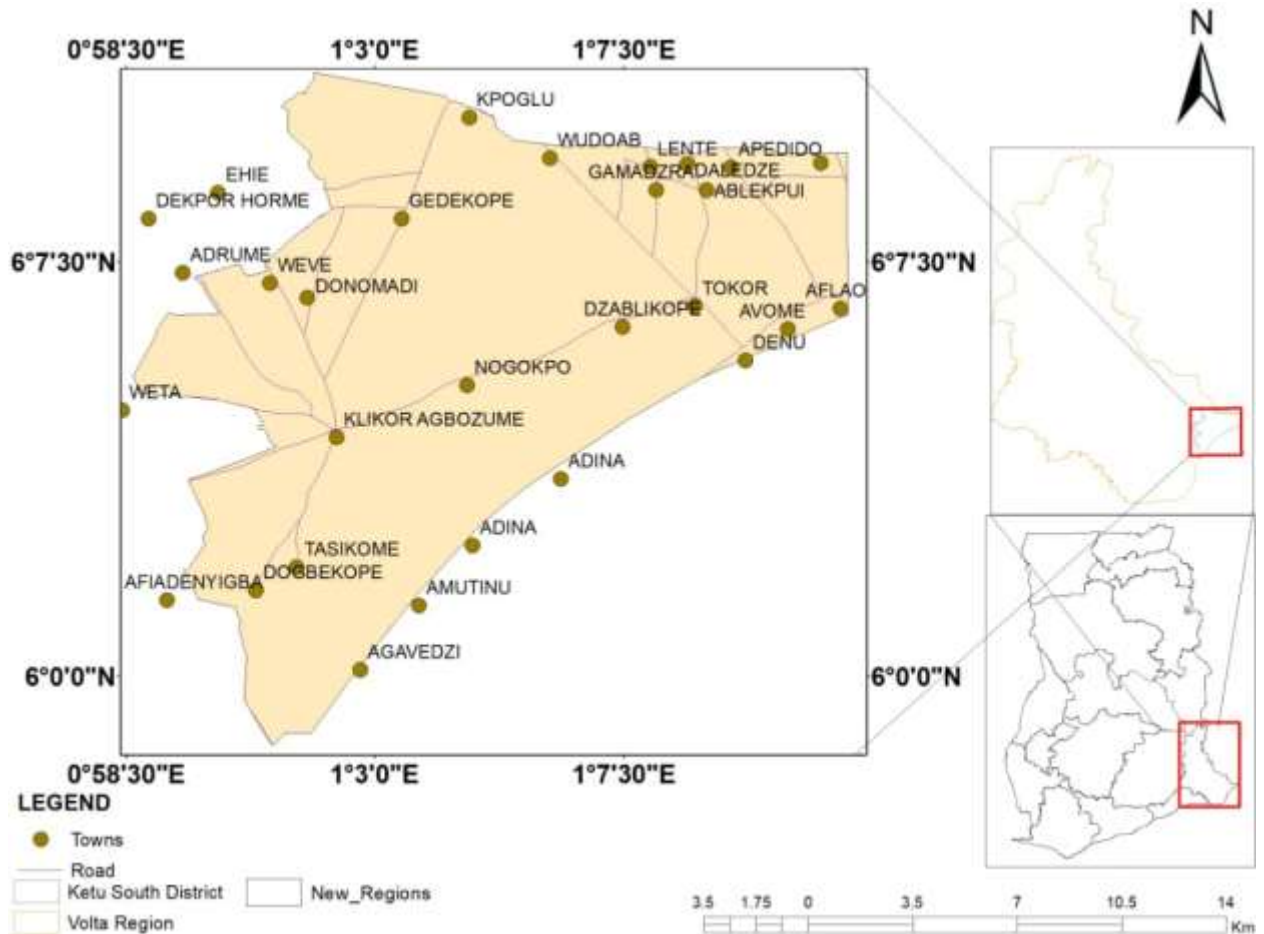 N
0°58'30"E 1°3'0"E 1°7'30"E
KPOGLU
WUDOAB LENTE APEDIDO
EHIE GAMADZRADALEDZE
DEKPOR HORME GEDEKOPE ABLEKPUI
6°7'30"N 6°7'30"N
ADRUME
WEVE
DONOMADI TOKOR AFLAO
DZABLIKOPE AVOME
DENU
NOGOKPO
WETA
KLIKOR AGBOZUME
ADINA
ADINA
TASIKOME
AFIADENYIGBA DOGBEKOPE
AMUTINU
AGAVEDZI
6°0'0"N 6°0'0"N
0°58'30"E 1°3'0"E 1°7'30"E
LEGEND
Towns
Road
Ketu South District New_Regions
Volta Region
3.5 1.75 0 3.5 7 10.5 14
Km